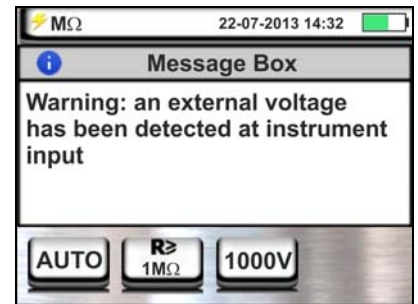 MΩ 22-07-2013 14:32
Message Box
Warning: an external voltage
has been detected at instrument
input
AUTO R≥ 1MΩ 1000V